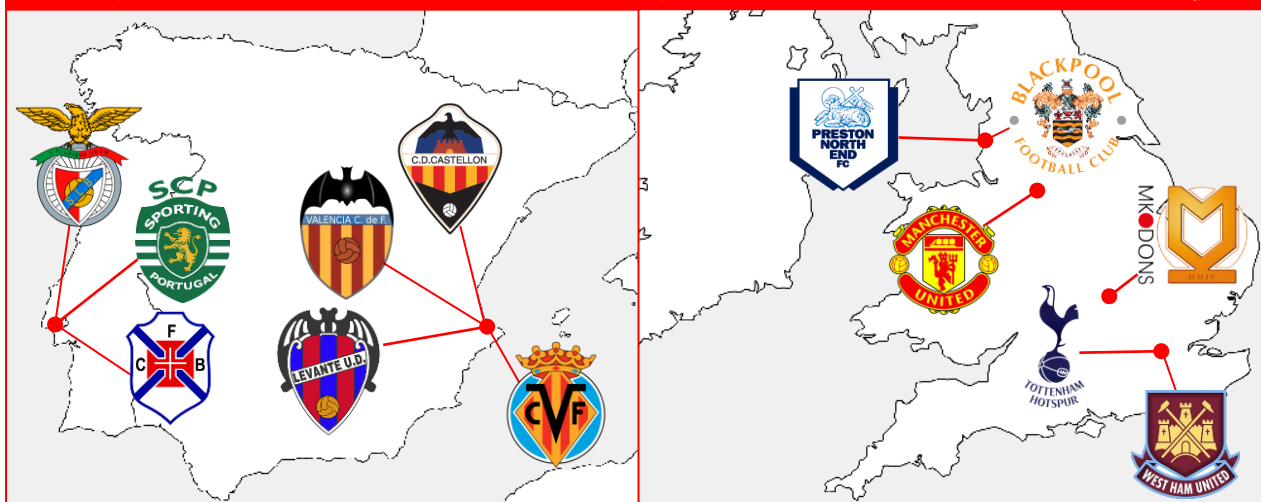 SCP
SPORTING
PORTUGAL
F
C B
VALENCIA C. de F.
LEVANTE U.D.
C.D.CASTELLON
C V F
PRESTON
NORTH
END
FC
BLACKPOOL
FOOTBALL CLUB
MANCHESTER
UNITED
MK DONS
MMIV
TOTTENHAM
HOTSPUR
WEST HAM UNITED